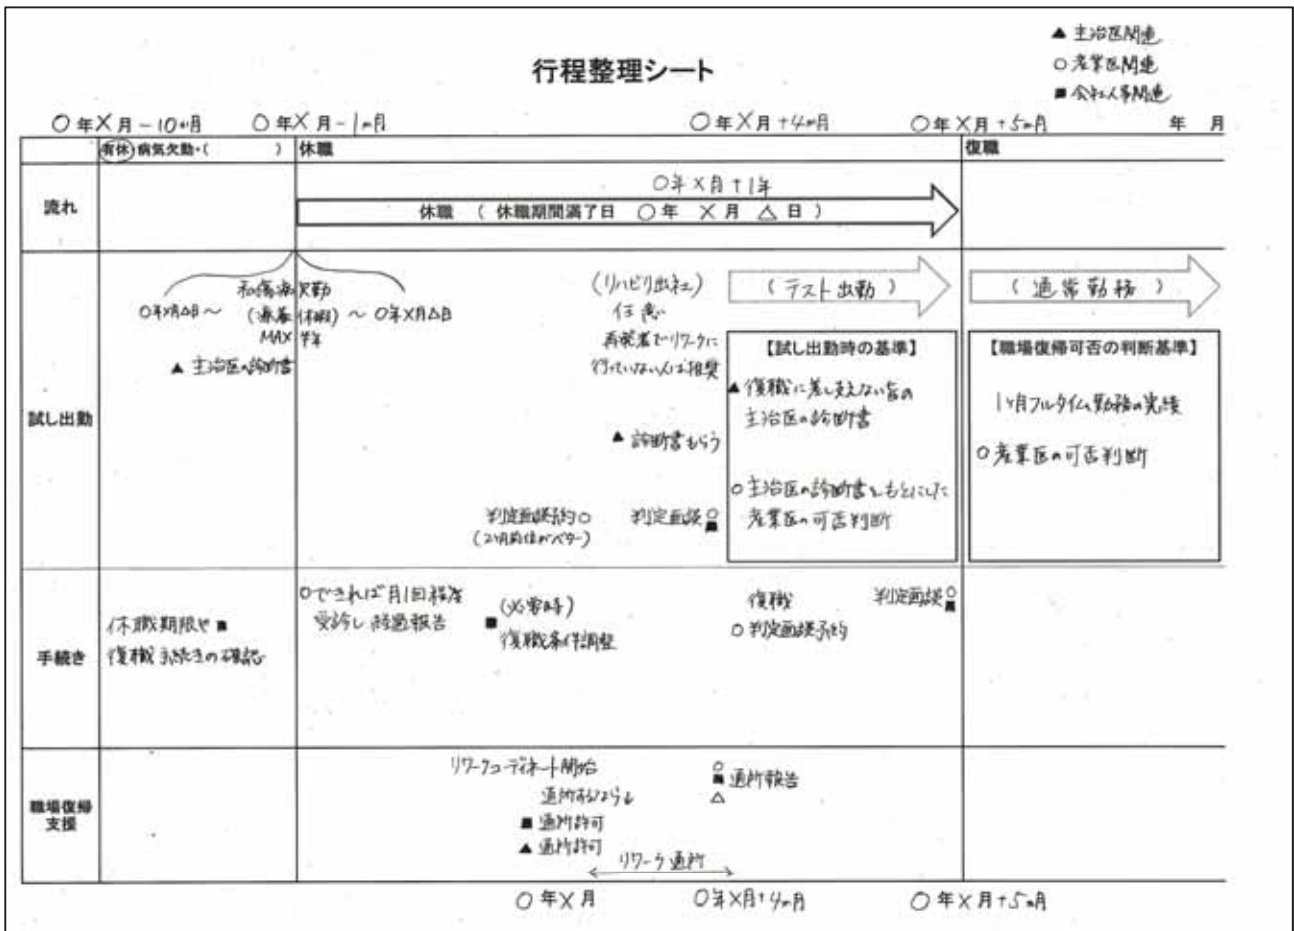 ▲ 主治医関連
○ 産業医関連
■ 会社人事関連
行程整理シート
○年X月-10ヶ月
○年X月-1ヶ月
○年X月+4ヶ月
○年X月+5ヶ月
年 月
有休・病気欠勤・( )
休職
復職
流れ
○年X月+1年
休職 ( 休職期間満了日 ○年 X月 △日 )
試し出勤
私傷病欠勤
○年X月△日~ (療養休暇) ~ ○年X月△日
MAX 半年
▲ 主治医の診断書
(リハビリ出社)
任意
再発者でリワークに
行っていない人は推奨
▲ 診断書もらう
判定面談予約○
(2ヶ月前位がベター)
判定面談○■
(テスト出勤)
【試し出勤時の基準】
▲復職に差し支えない旨の
主治医の診断書
○主治医の診断書をもとにした
産業医の可否判断
(通常勤務)
【職場復帰可否の判断基準】
1ヶ月フルタイム勤務の実績
○産業医の可否判断
手続き
休職期限や■
復職手続きの確認
○できれば月1回程度
受診し経過報告
■ (必要時)
復職条件調整
復職
○判定面談予約
判定面談○■
職場復帰
支援
リワークコーディネート開始
通所するなら↓
■ 通所許可
▲ 通所許可
リワーク通所
○
■ 通所報告
△
○年X月
○年X月+4ヶ月
○年X月+5ヶ月